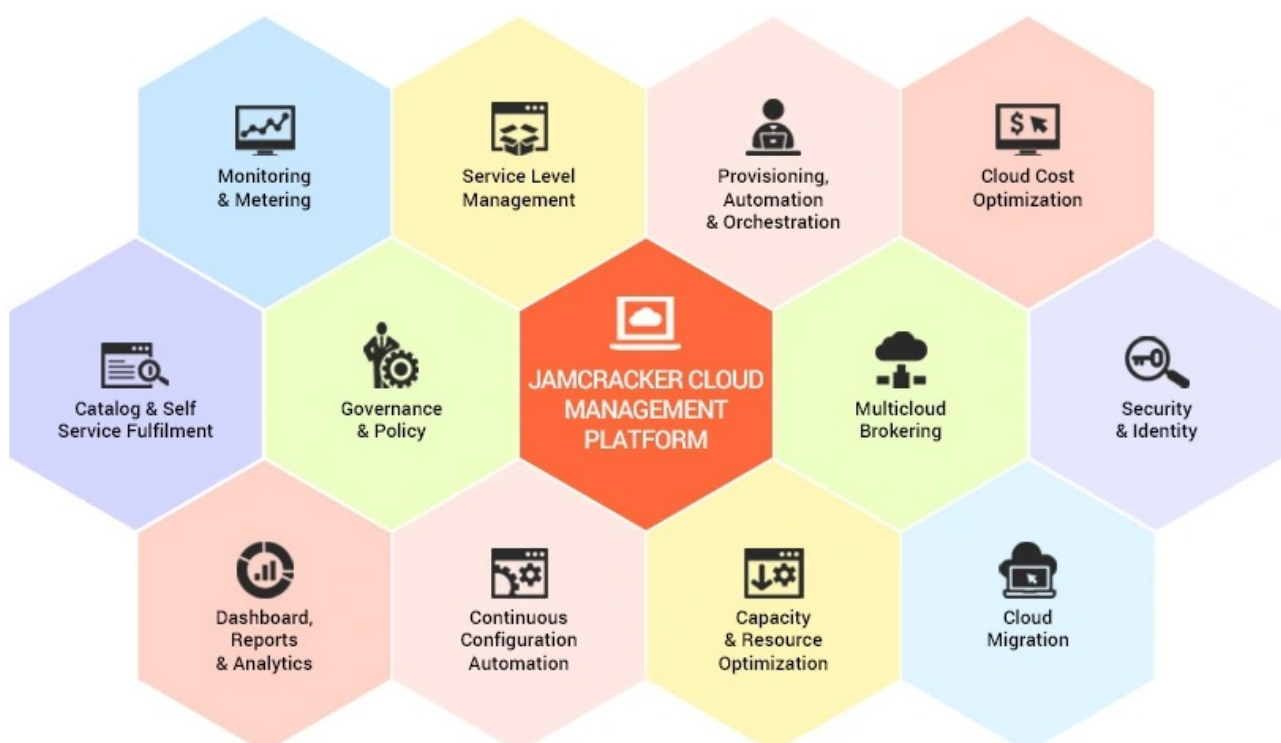 Monitoring
& Metering
Service Level
Management
Provisioning,
Automation
& Orchestration
$
Cloud Cost
Optimization
Catalog & Self
Service Fulfilment
Governance
& Policy
JAMCRACKER CLOUD
MANAGEMENT
PLATFORM
Multicloud
Brokering
Security
& Identity
Dashboard,
Reports
& Analytics
Continuous
Configuration
Automation
Capacity
& Resource
Optimization
Cloud
Migration